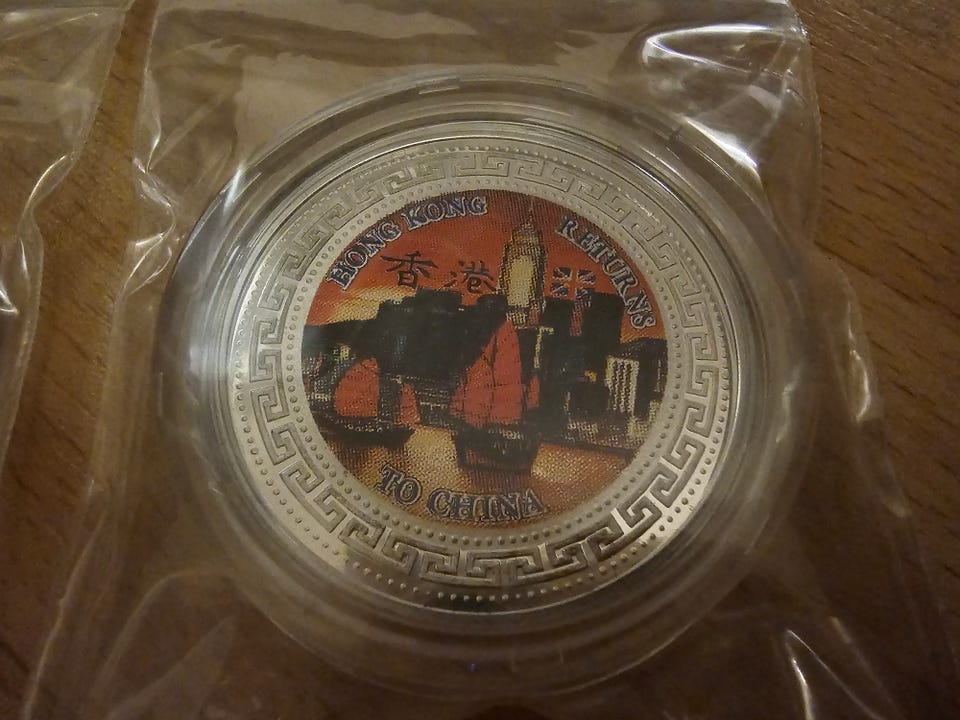 HONG KONG RETURNS
香港
TO CHINA